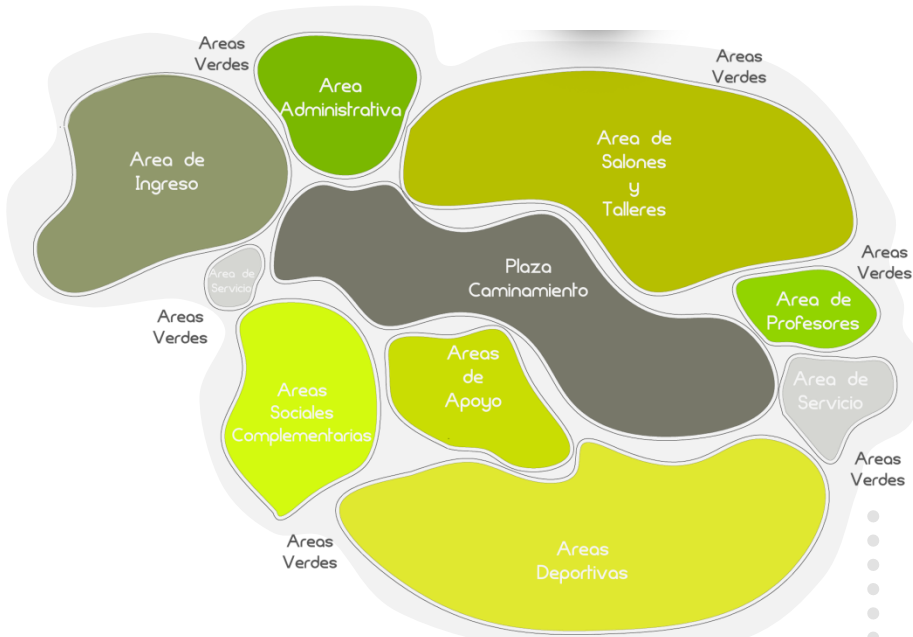 Areas
Verdes
Area
Administrativa
Areas
Verdes
Area de
Ingreso
Area de
Salones
y
Talleres
Plaza
Caminamiento
Area de
Servicio
Areas
Verdes
Area de
Profesores
Areas
Verdes
Areas
de
Apoyo
Area de
Servicio
Areas
Sociales
Complementarias
Areas
Verdes
Areas
Verdes
Areas
Deportivas